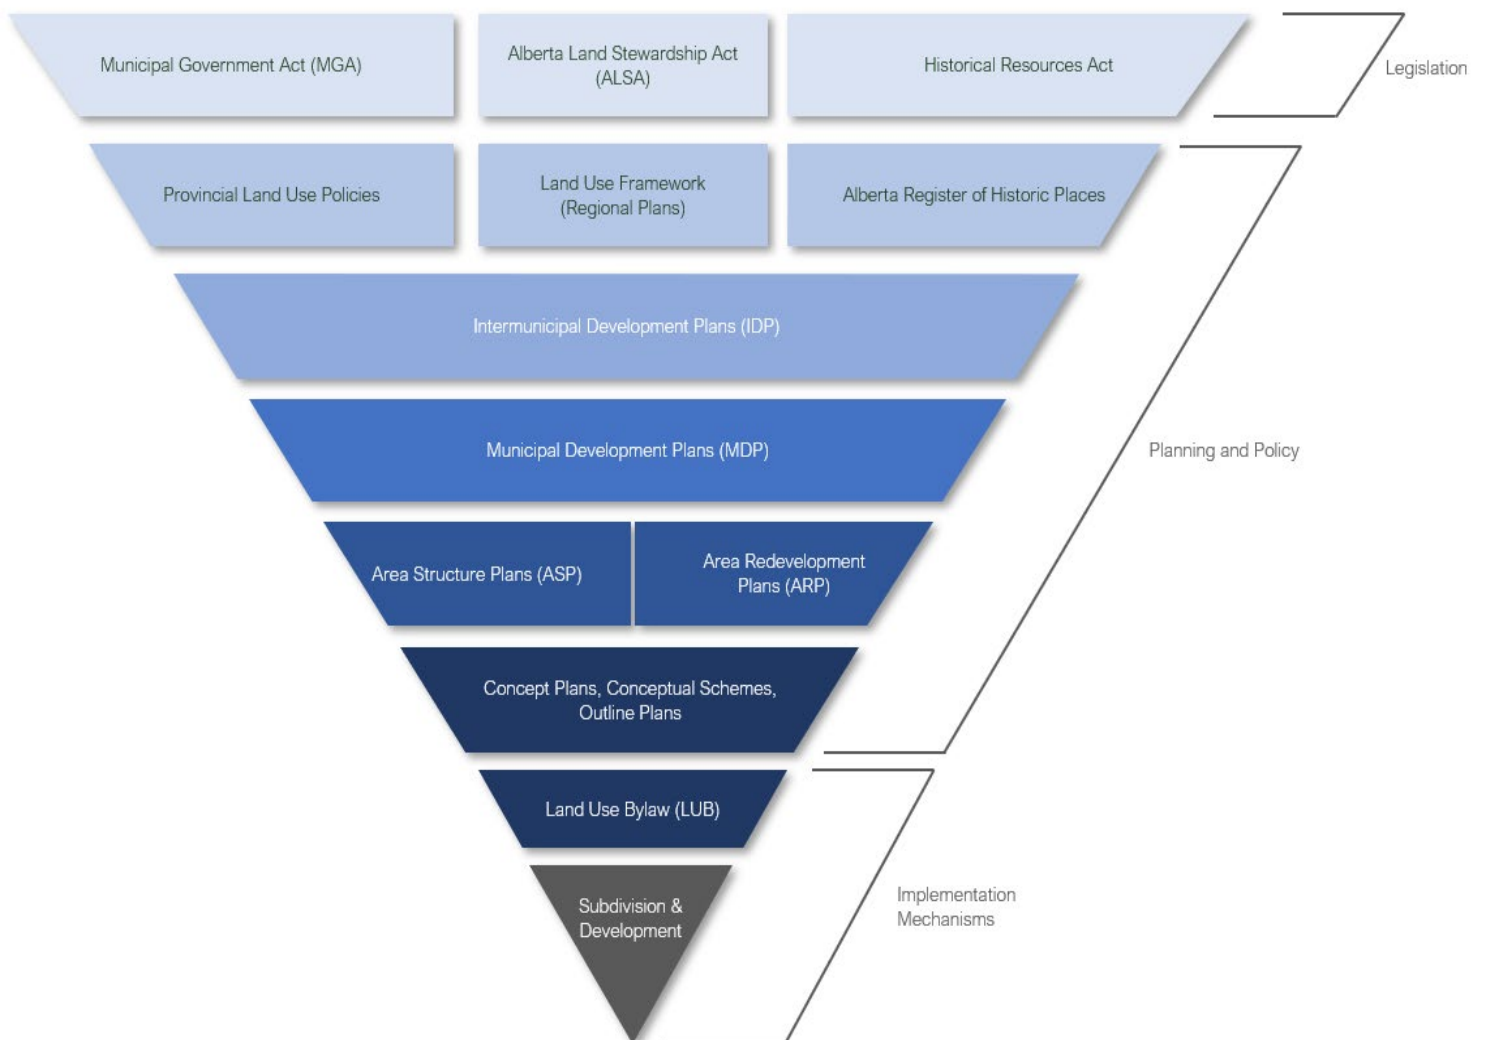 Municipal Government Act (MGA)
Alberta Land Stewardship Act
(ALSA)
Historical Resources Act
Legislation
Provincial Land Use Policies
Land Use Framework
(Regional Plans)
Alberta Register of Historic Places
Intermunicipal Development Plans (IDP)
Municipal Development Plans (MDP)
Planning and Policy
Area Structure Plans (ASP)
Area Redevelopment
Plans (ARP)
Concept Plans, Conceptual Schemes,
Outline Plans
Land Use Bylaw (LUB)
Subdivision &
Development
Implementation
Mechanisms